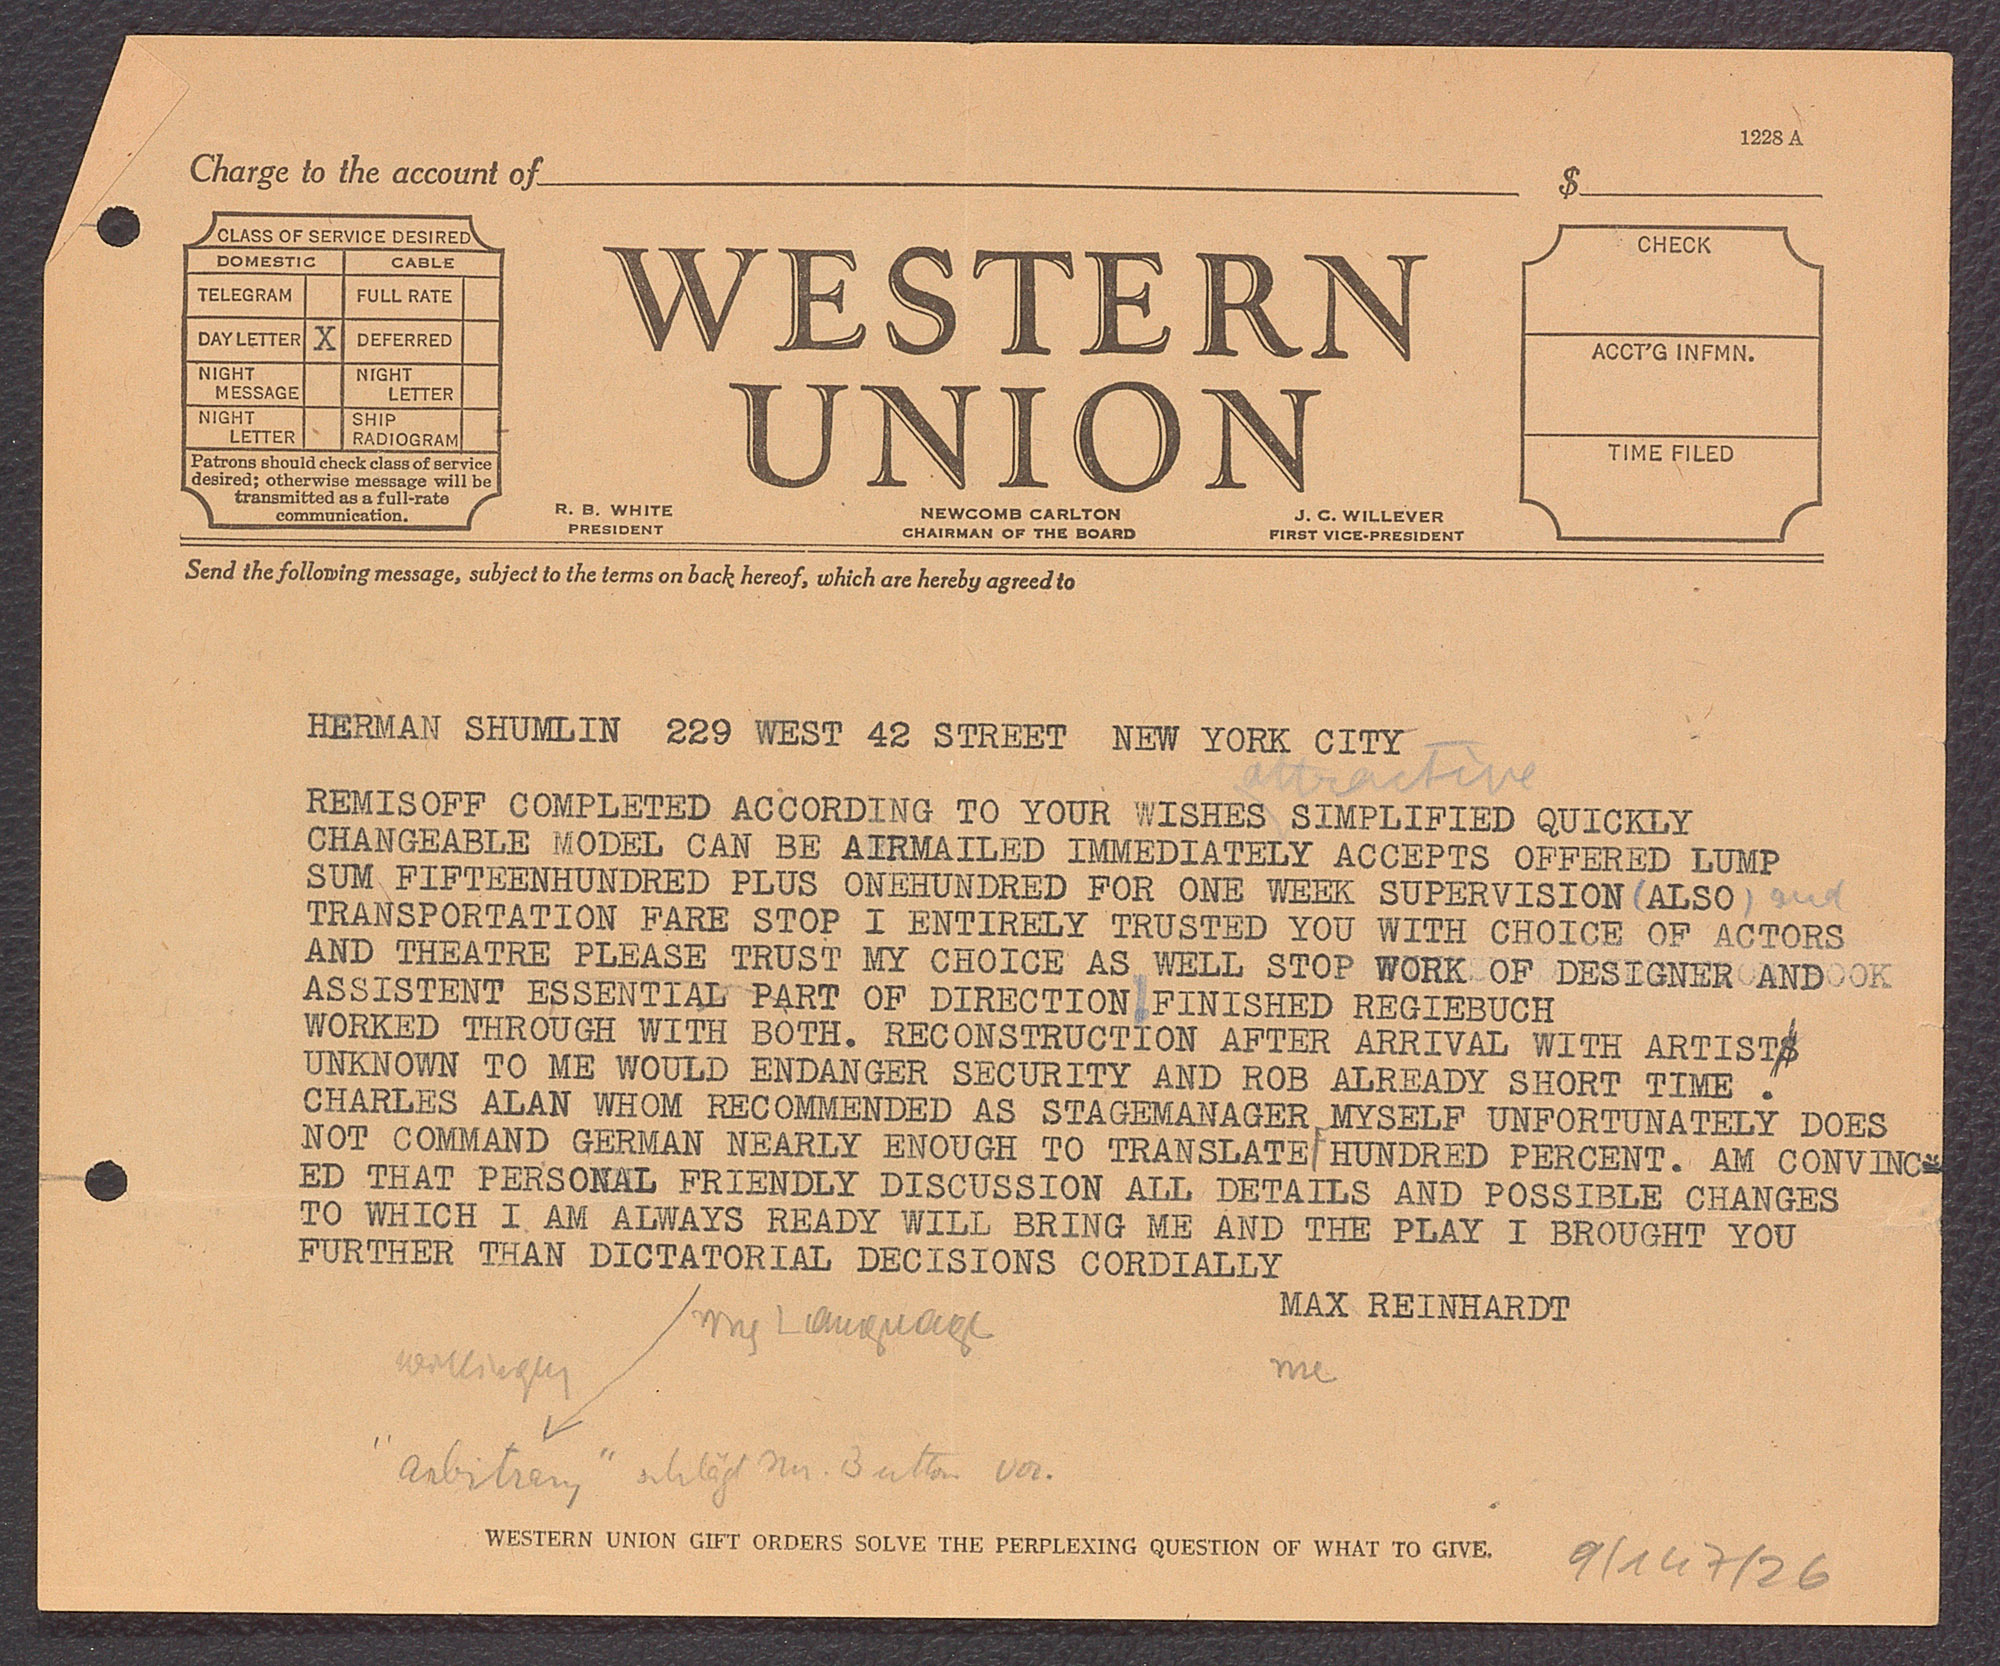 1228 A
Charge to the account of $
CLASS OF SERVICE DESIRED
DOMESTIC CABLE
TELEGRAM FULL RATE
DAY LETTER X DEFERRED
NIGHT MESSAGE NIGHT LETTER
NIGHT LETTER SHIP RADIOGRAM
Patrons should check class of service
desired; otherwise message will be
transmitted as a full-rate
communication.
WESTERN
UNION
R. B. WHITE
PRESIDENT
NEWCOMB CARLTON
CHAIRMAN OF THE BOARD
J. C. WILLEVER
FIRST VICE-PRESIDENT
CHECK
ACCT'G INFMN.
TIME FILED
Send the following message, subject to the terms on back hereof, which are hereby agreed to
HERMAN SHUMLIN 229 WEST 42 STREET NEW YORK CITY
attractive
REMISOFF COMPLETED ACCORDING TO YOUR WISHES SIMPLIFIED QUICKLY
CHANGEABLE MODEL CAN BE AIRMAILED IMMEDIATELY ACCEPTS OFFERED LUMP
SUM FIFTEENHUNDRED PLUS ONEHUNDRED FOR ONE WEEK SUPERVISION (ALSO) and
TRANSPORTATION FARE STOP I ENTIRELY TRUSTED YOU WITH CHOICE OF ACTORS
AND THEATRE PLEASE TRUST MY CHOICE AS WELL STOP WORK OF DESIGNER AND
ASSISTENT ESSENTIAL PART OF DIRECTION FINISHED REGIEBUCH
WORKED THROUGH WITH BOTH. RECONSTRUCTION AFTER ARRIVAL WITH ARTISTS
UNKNOWN TO ME WOULD ENDANGER SECURITY AND ROB ALREADY SHORT TIME .
CHARLES ALAN WHOM RECOMMENDED AS STAGEMANAGER MYSELF UNFORTUNATELY DOES
NOT COMMAND GERMAN NEARLY ENOUGH TO TRANSLATE HUNDRED PERCENT. AM CONVINC
ED THAT PERSONAL FRIENDLY DISCUSSION ALL DETAILS AND POSSIBLE CHANGES
TO WHICH I AM ALWAYS READY WILL BRING ME AND THE PLAY I BROUGHT YOU
FURTHER THAN DICTATORIAL DECISIONS CORDIALLY
MAX REINHARDT
my Language
willingly me
"arbitrary" schlägt Mr. Button vor.
WESTERN UNION GIFT ORDERS SOLVE THE PERPLEXING QUESTION OF WHAT TO GIVE.
9/147/26